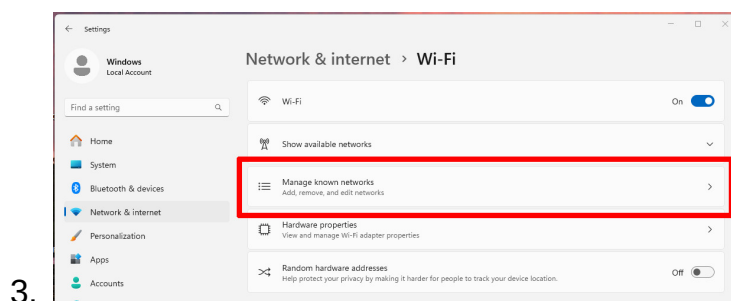 Settings
Windows
Local Account
Find a setting
Home
System
Bluetooth & devices
Network & internet
Personalization
Apps
Accounts
Network & internet > Wi-Fi
Wi-Fi
On
Show available networks
Manage known networks
Add, remove, and edit networks
Hardware properties
View and manage Wi-Fi adapter properties
Random hardware addresses
Help protect your privacy by making it harder for people to track your device location.
Off
3.